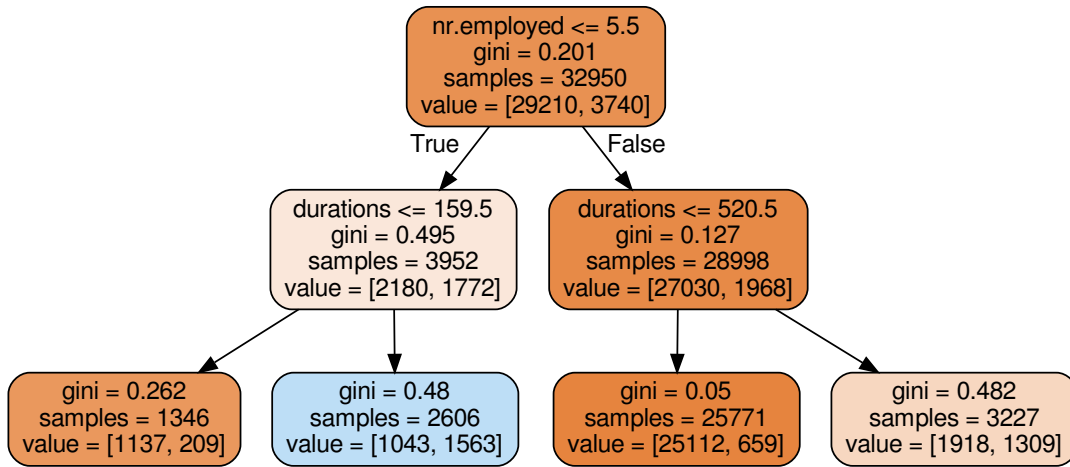 nr.employed <= 5.5
gini = 0.201
samples = 32950
value = [29210, 3740]
True
False
durations <= 159.5
gini = 0.495
samples = 3952
value = [2180, 1772]
durations <= 520.5
gini = 0.127
samples = 28998
value = [27030, 1968]
gini = 0.262
samples = 1346
value = [1137, 209]
gini = 0.48
samples = 2606
value = [1043, 1563]
gini = 0.05
samples = 25771
value = [25112, 659]
gini = 0.482
samples = 3227
value = [1918, 1309]